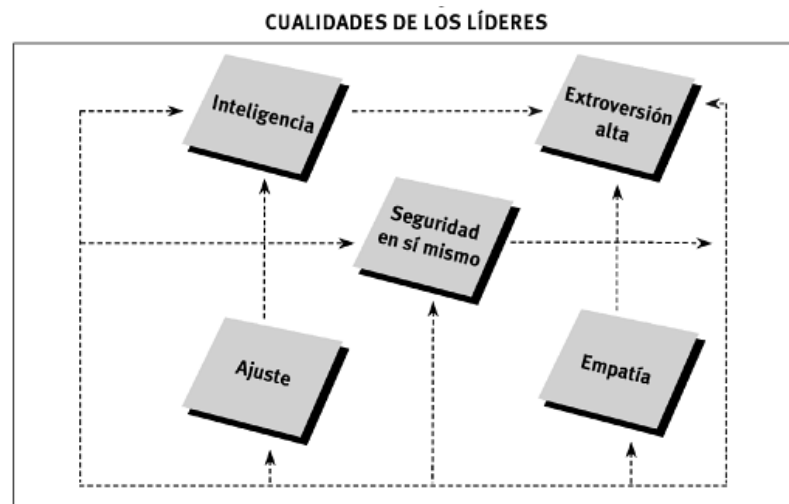 CUALIDADES DE LOS LÍDERES
Inteligencia
Extroversión
alta
Seguridad
en sí mismo
Ajuste
Empatía